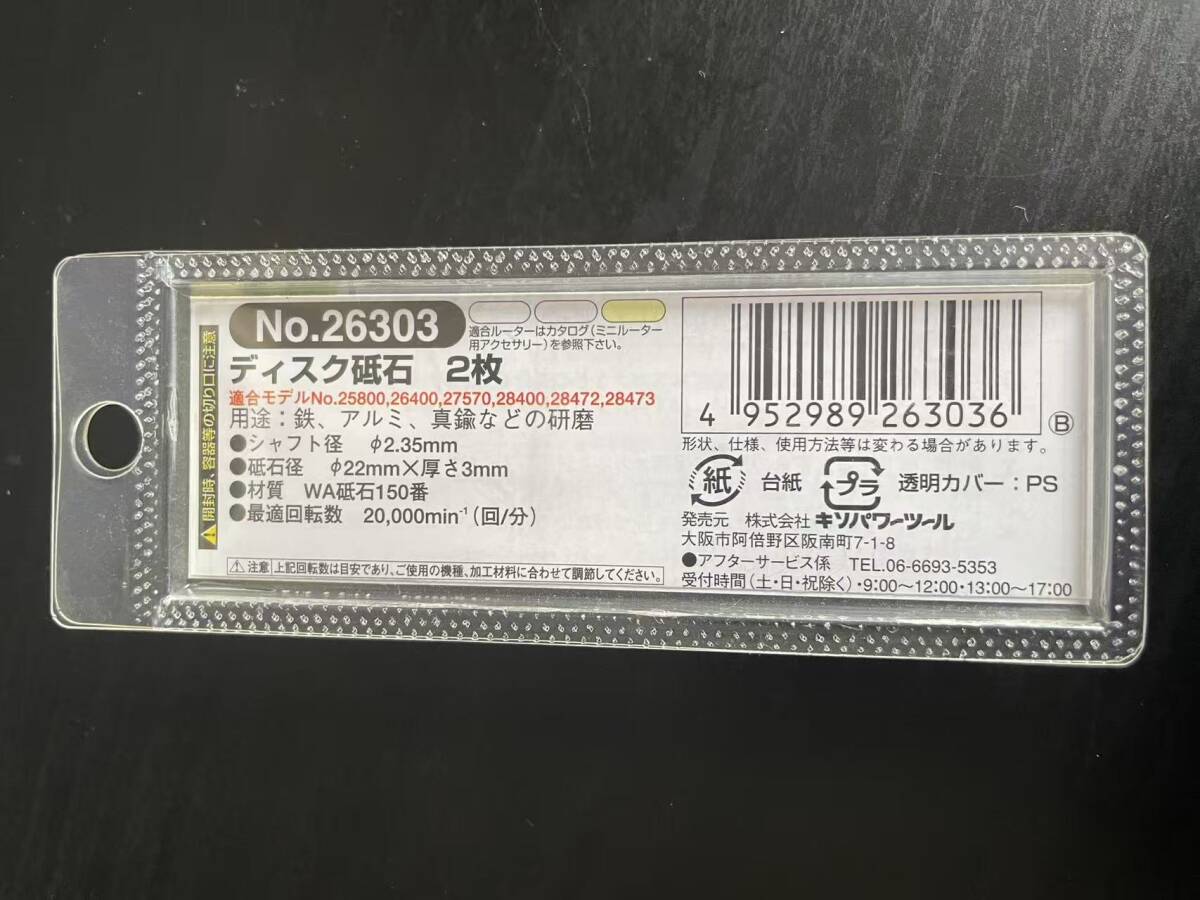 ⚠開封時、容器等の切り口に注意
No.26303
適合ルーターはカタログ(ミニルーター
用アクセサリー)を参照下さい。
ディスク砥石 2枚
適合モデルNo.25800,26400,27570,28400,28472,28473
用途:鉄、アルミ、真鍮などの研磨
●シャフト径 φ2.35mm
●砥石径 φ22mm×厚さ3mm
●材質 WA砥石150番
●最適回転数 20,000min⁻¹(回/分)
⚠注意 上記回転数は目安であり、ご使用の機種、加工材料に合わせて調節してください。
4 952989 263036 Ⓑ
形状、仕様、使用方法等は変わる場合があります。
紙 台紙 プラ 透明カバー:PS
発売元 株式会社 キソパワーツール
大阪市阿倍野区阪南町7-1-8
●アフターサービス係 TEL.06-6693-5353
受付時間(土・日・祝除く)・9:00〜12:00・13:00〜17:00